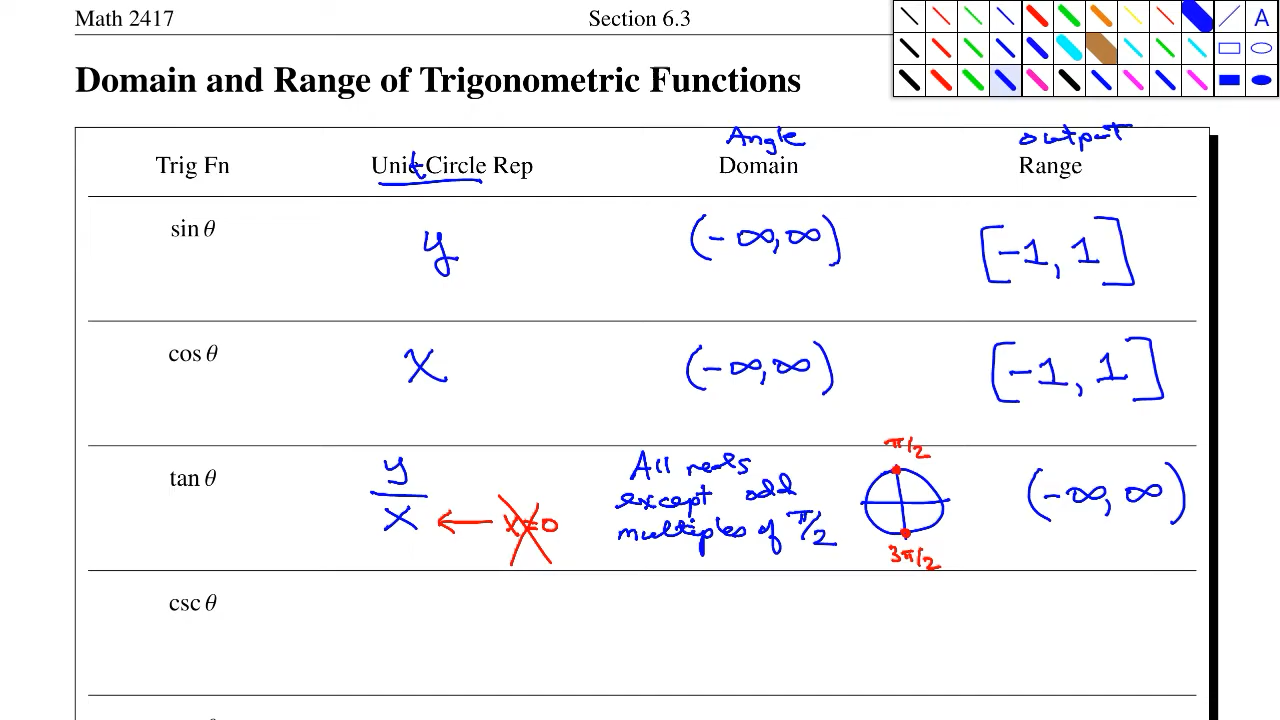 Math 2417 Section 6.3
A
Domain and Range of Trigonometric Functions
Angle output
Trig Fn Unit Circle Rep Domain Range
sin θ y (-∞,∞) [-1, 1]
cos θ x (-∞,∞) [-1, 1]
tan θ y/x ← x=0 All reals except odd multiples of π/2 π/2 3π/2 (-∞, ∞)
csc θ